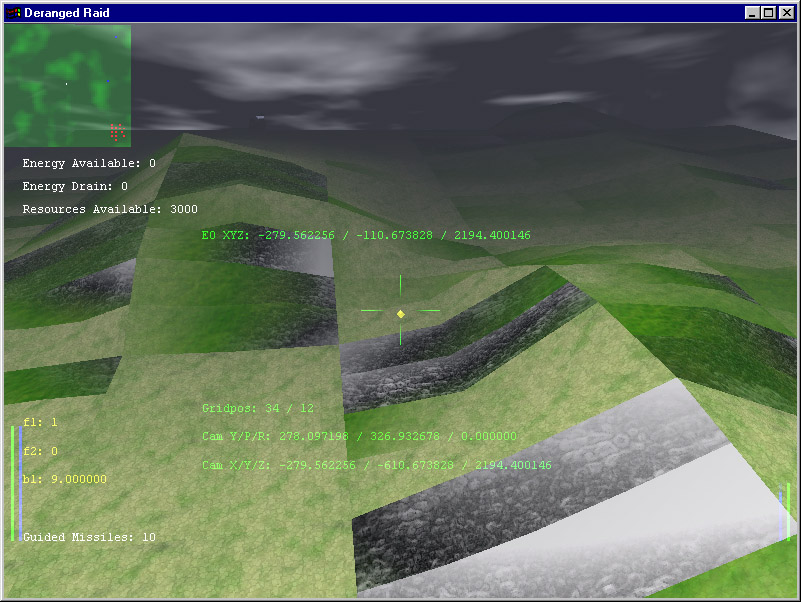 Deranged Raid
Energy Available: 0
Energy Drain: 0
Resources Available: 3000
E0 XYZ: -279.562256 / -110.673828 / 2194.400146
Gridpos: 34 / 12
f1: 1
Cam Y/P/R: 278.097198 / 326.932678 / 0.000000
f2: 0
Cam X/Y/Z: -279.562256 / -610.673828 / 2194.400146
b1: 9.000000
Guided Missiles: 10